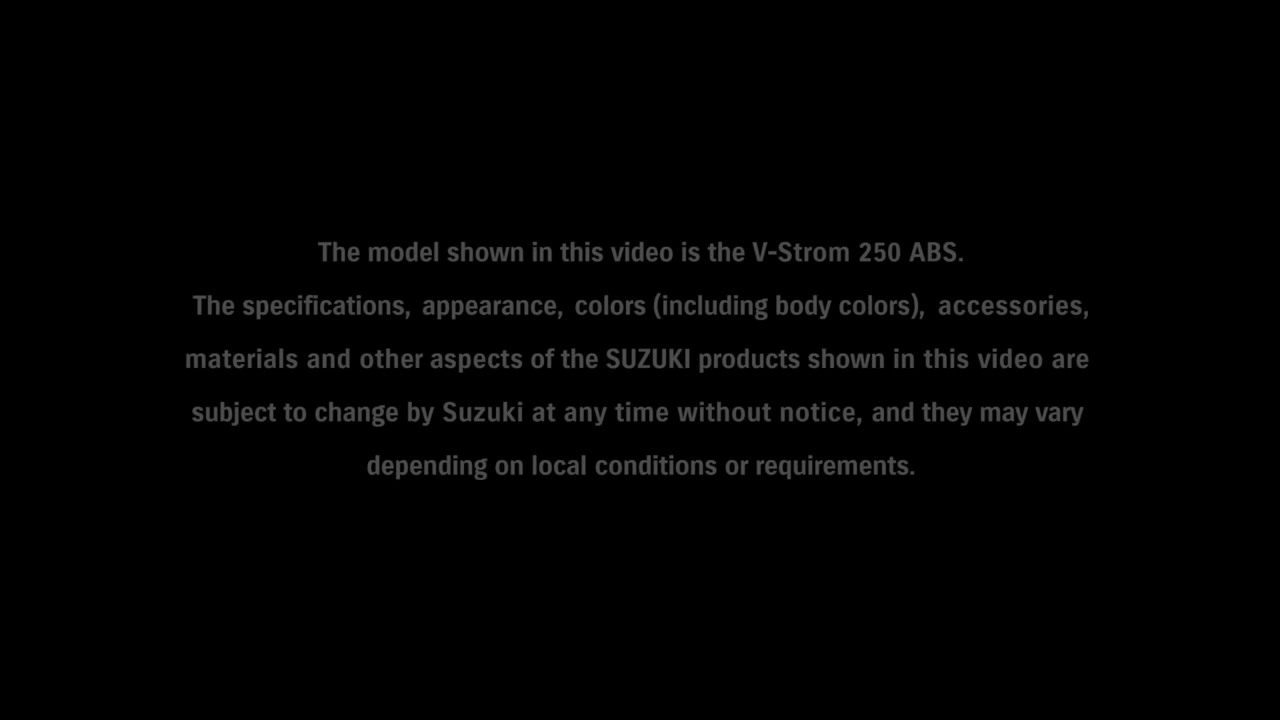 The model shown in this video is the V-Strom 250 ABS.
The specifications, appearance, colors (including body colors), accessories,
materials and other aspects of the SUZUKI products shown in this video are
subject to change by Suzuki at any time without notice, and they may vary
depending on local conditions or requirements.